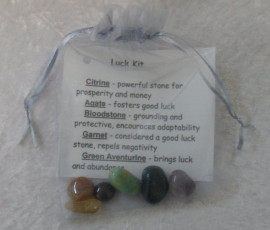 Luck Kit
Citrine - powerful stone for
prosperity and money
Agate - fosters good luck
Bloodstone - grounding and
protective, encourages adaptability
Garnet - considered a good luck
stone, repels negativity
Green Aventurine - brings luck
and abundance